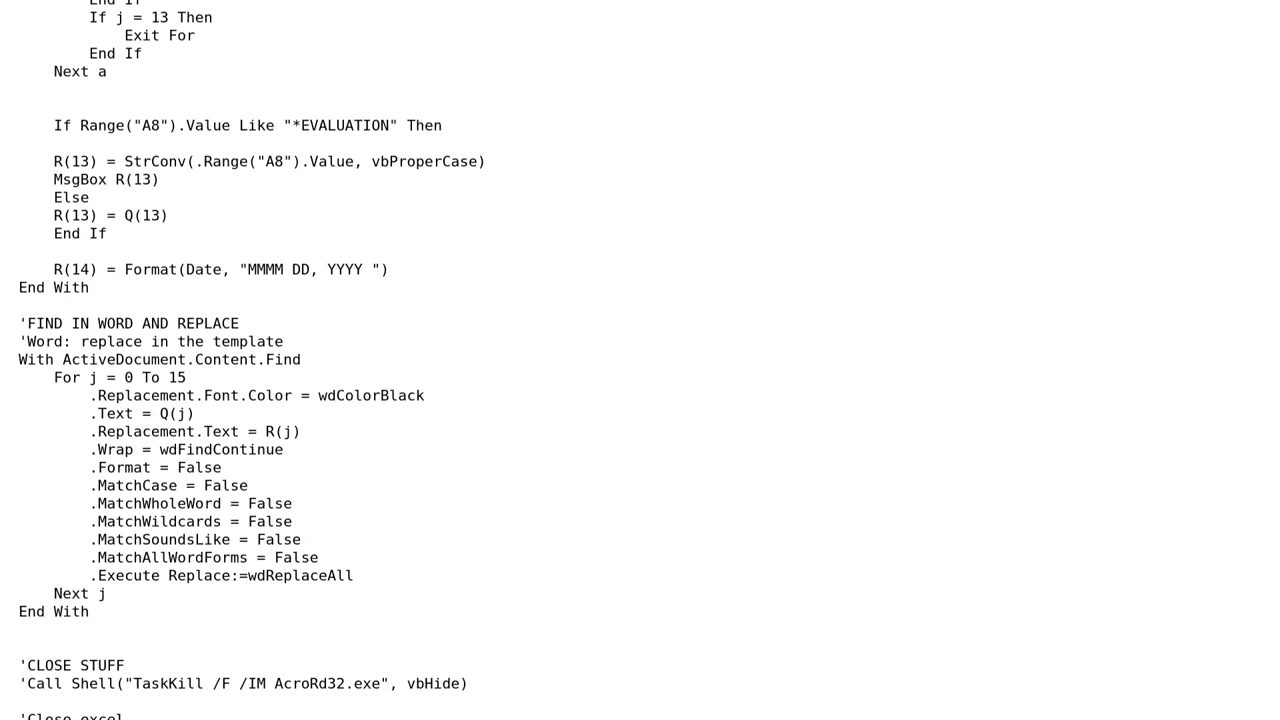 End If
If j = 13 Then
Exit For
End If
Next a
If Range("A8").Value Like "*EVALUATION" Then
R(13) = StrConv(.Range("A8").Value, vbProperCase)
MsgBox R(13)
Else
R(13) = Q(13)
End If
R(14) = Format(Date, "MMMM DD, YYYY ")
End With
'FIND IN WORD AND REPLACE
'Word: replace in the template
With ActiveDocument.Content.Find
For j = 0 To 15
.Replacement.Font.Color = wdColorBlack
.Text = Q(j)
.Replacement.Text = R(j)
.Wrap = wdFindContinue
.Format = False
.MatchCase = False
.MatchWholeWord = False
.MatchWildcards = False
.MatchSoundsLike = False
.MatchAllWordForms = False
.Execute Replace:=wdReplaceAll
Next j
End With
'CLOSE STUFF
'Call Shell("TaskKill /F /IM AcroRd32.exe", vbHide)
'Close excel